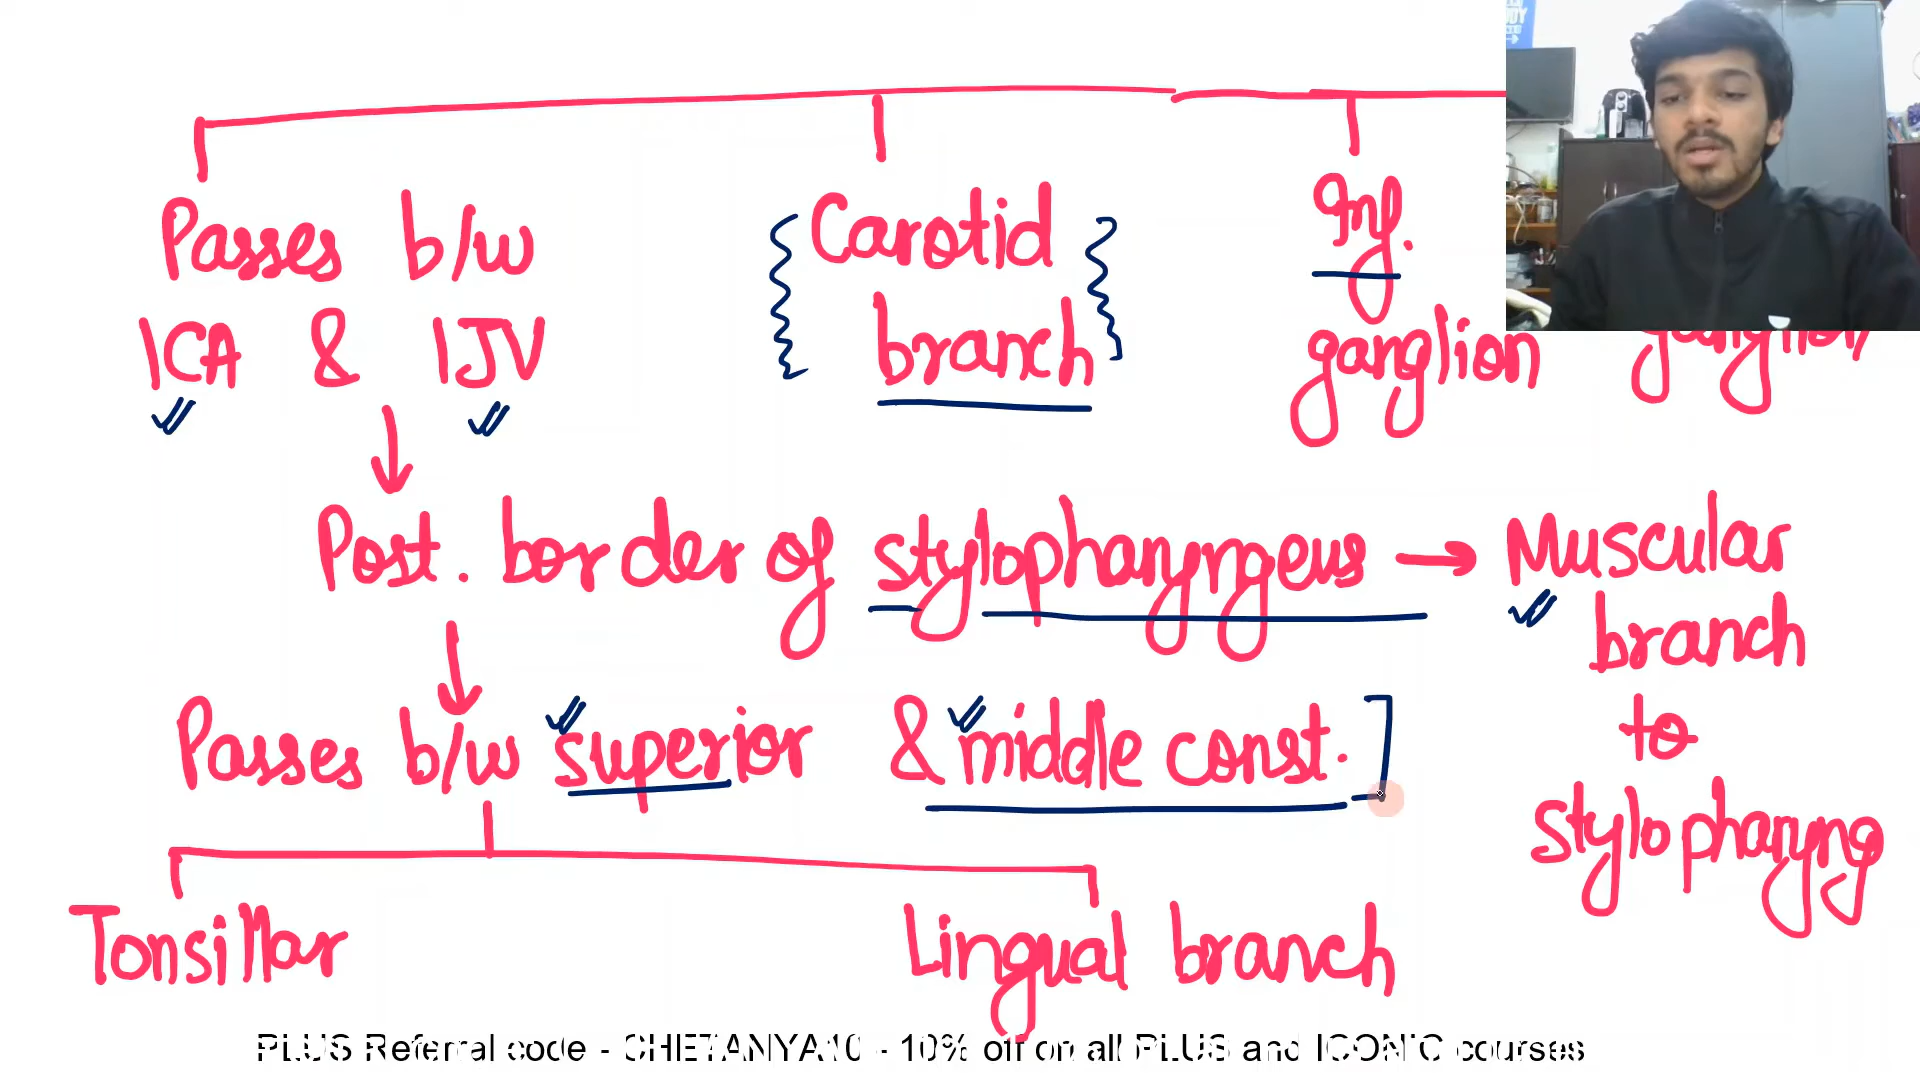 Passes b/w
ICA & IJV
Carotid
branch
Inf.
ganglion
ganglion
Post. border of stylopharyngeus → Muscular
branch
to
stylopharyng
Passes b/w superior & middle const.
Tonsillar
Lingual branch
PLUS Referral code - CHETANYA10 - 10% off on all PLUS and ICONIC courses